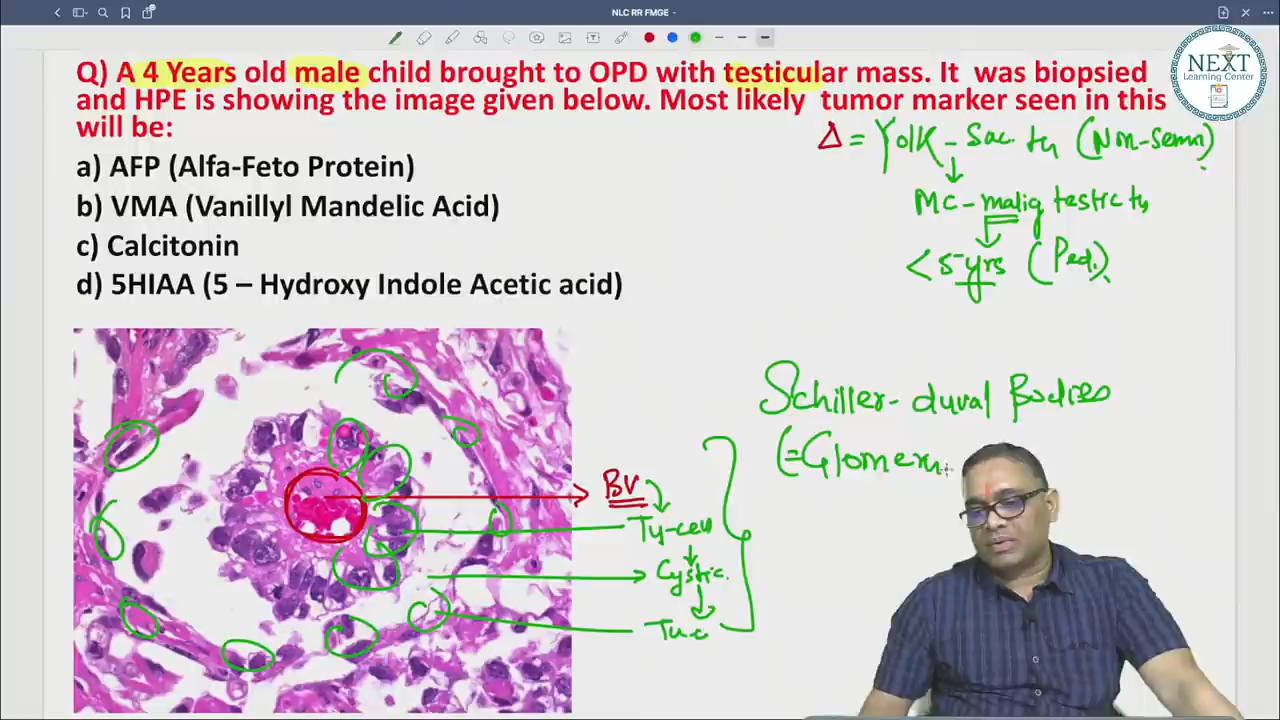 NLC RR FMGE
NEXT
Learning Center
Q) A 4 Years old male child brought to OPD with testicular mass. It was biopsied
and HPE is showing the image given below. Most likely tumor marker seen in this
will be:
a) AFP (Alfa-Feto Protein)
b) VMA (Vanillyl Mandelic Acid)
c) Calcitonin
d) 5HIAA (5 – Hydroxy Indole Acetic acid)
Δ = Yolk - Sac. tu (Non-semi)
MC - malig testic tu
< 5 yrs (Ped.)
Schiller-duval Bodies
(=Glomeru
BV
Tu-cell
Cystic.
Tu-c